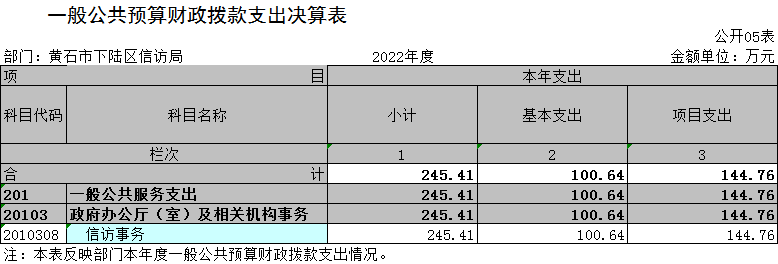 一般公共预算财政拨款支出决算表
公开05表
部门：黄石市下陆区信访局 2022年度 金额单位：万元
项 目 本年支出
科目代码 科目名称 小计 基本支出 项目支出
栏次 1 2 3
合 计 245.41 100.64 144.76
201 一般公共服务支出 245.41 100.64 144.76
20103 政府办公厅（室）及相关机构事务 245.41 100.64 144.76
2010308 信访事务 245.41 100.64 144.76
注：本表反映部门本年度一般公共预算财政拨款支出情况。